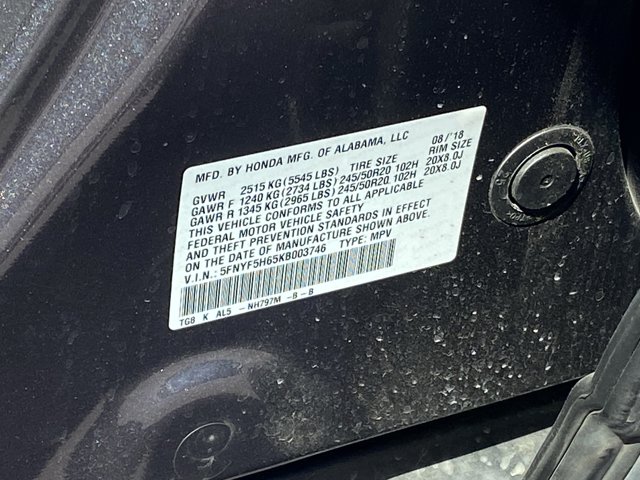 MFD. BY HONDA MFG. OF ALABAMA, LLC 08/'18
GVWR 2515 KG(5545 LBS) TIRE SIZE RIM SIZE
GAWR F 1240 KG(2734 LBS) 245/50R20 102H 20X8.0J
GAWR R 1345 KG(2965 LBS) 245/50R20 102H 20X8.0J
THIS VEHICLE CONFORMS TO ALL APPLICABLE
FEDERAL MOTOR VEHICLE SAFETY
AND THEFT PREVENTION STANDARDS IN EFFECT
ON THE DATE OF MANUFACTURE SHOWN ABOVE.
V.I.N.: 5FNYF5H65KB003746 TYPE: MPV
TG8 K AL5 -NH797M -B -B